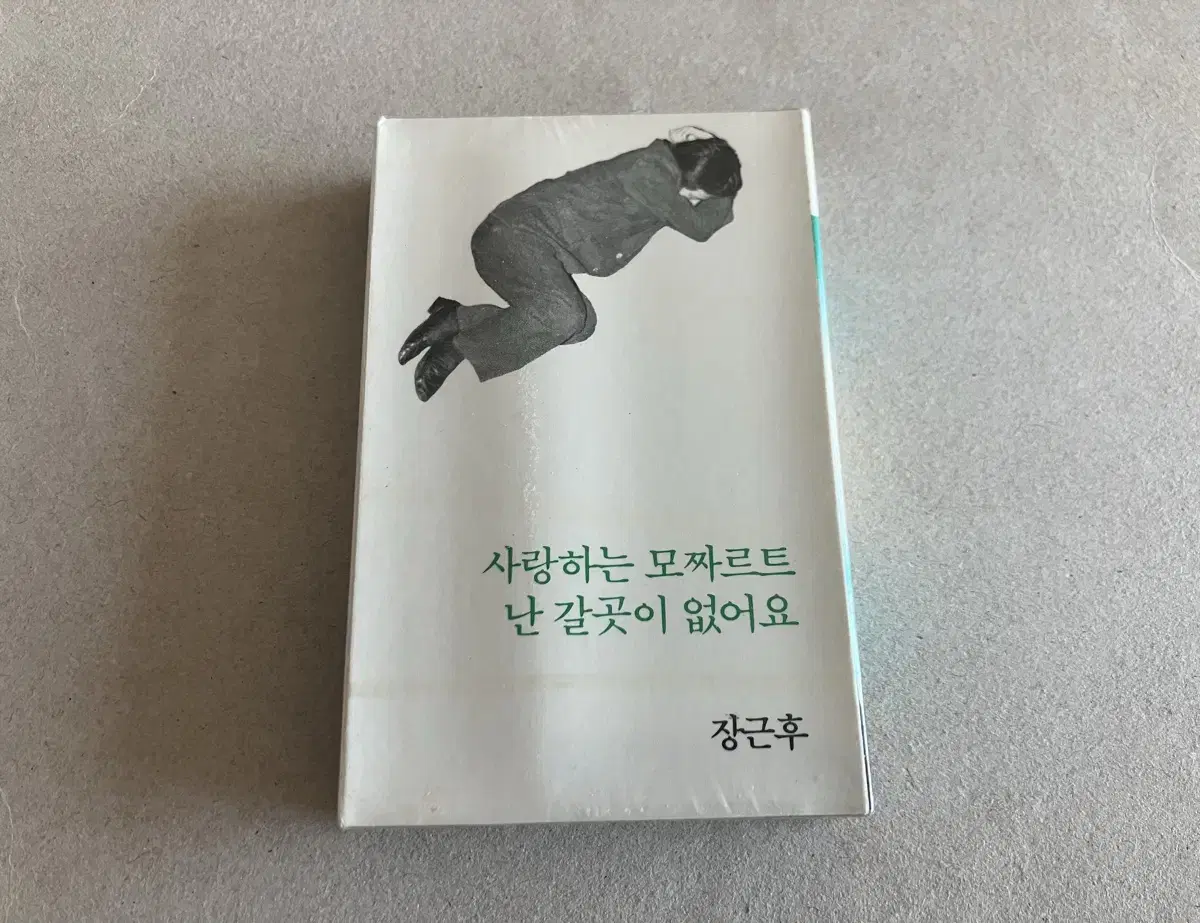 사랑하는 모짜르트
난 갈곳이 없어요
장근후